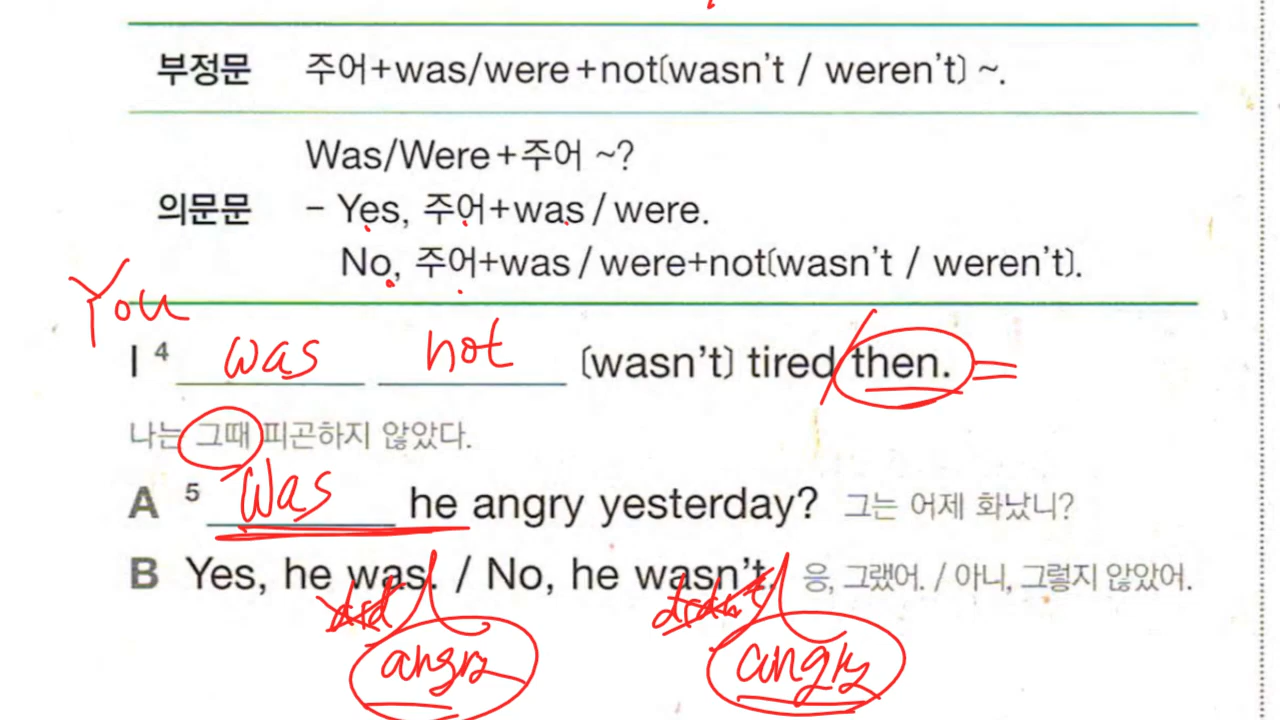 부정문 주어+was/were+not(wasn't / weren't) ~.
Was/Were+주어 ~?
의문문 – Yes, 주어+was / were.
No, 주어+was / were+not(wasn't / weren't).
You
I 4 was not (wasn't) tired then.
나는 그때 피곤하지 않았다.
A 5 Was he angry yesterday? 그는 어제 화났니?
B Yes, he was. / No, he wasn't. 응, 그랬어. / 아니, 그렇지 않았어.
did didn't
angry angry